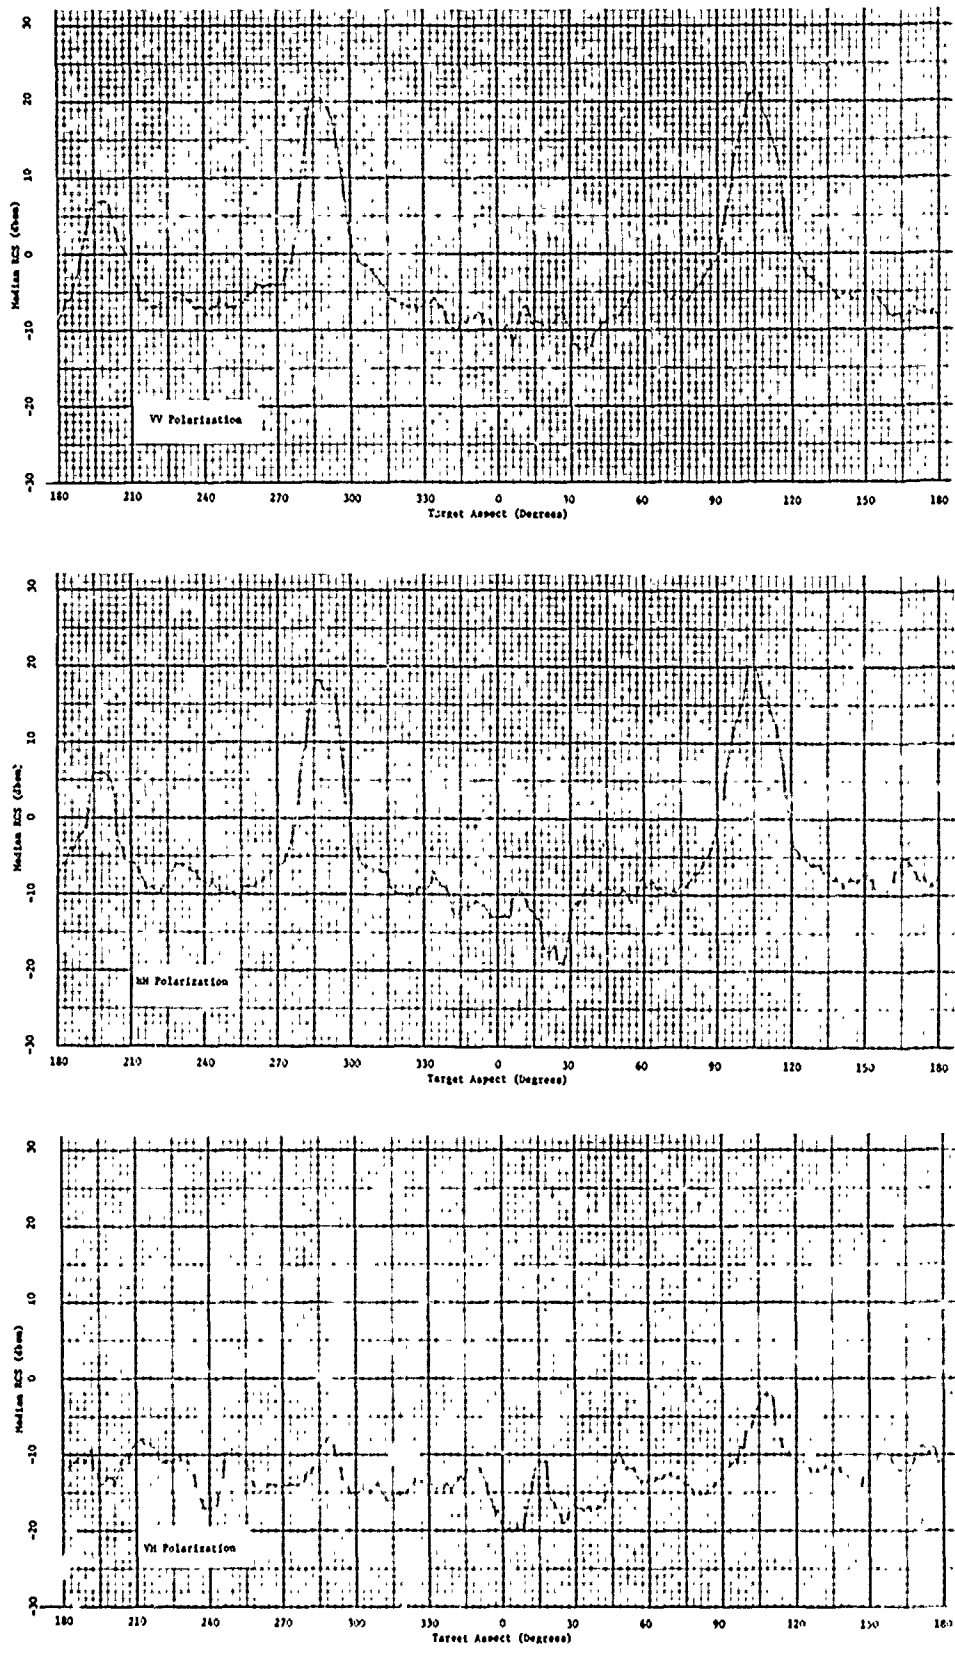 30
20
10
0
-10
-20
-30
Median RCS (dbsm)
VV Polarization
180 210 240 270 300 330 0 30 60 90 120 150 180
Target Aspect (Degrees)
30
20
10
0
-10
-20
-30
Median RCS (dbsm)
HH Polarization
180 210 240 270 300 330 0 30 60 90 120 150 180
Target Aspect (Degrees)
30
20
10
0
-10
-20
-30
Median RCS (dbsm)
VH Polarization
180 210 240 270 300 330 0 30 60 90 120 150 180
Target Aspect (Degrees)